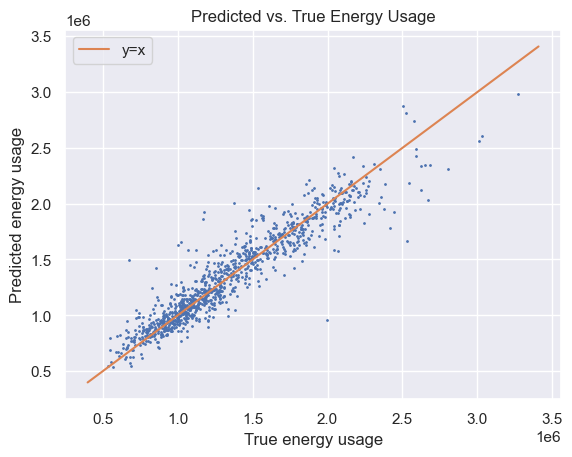 Predicted vs. True Energy Usage
1e6
y=x
3.5
3.0
2.5
2.0
1.5
1.0
0.5
Predicted energy usage
0.5 1.0 1.5 2.0 2.5 3.0 3.5
1e6
True energy usage